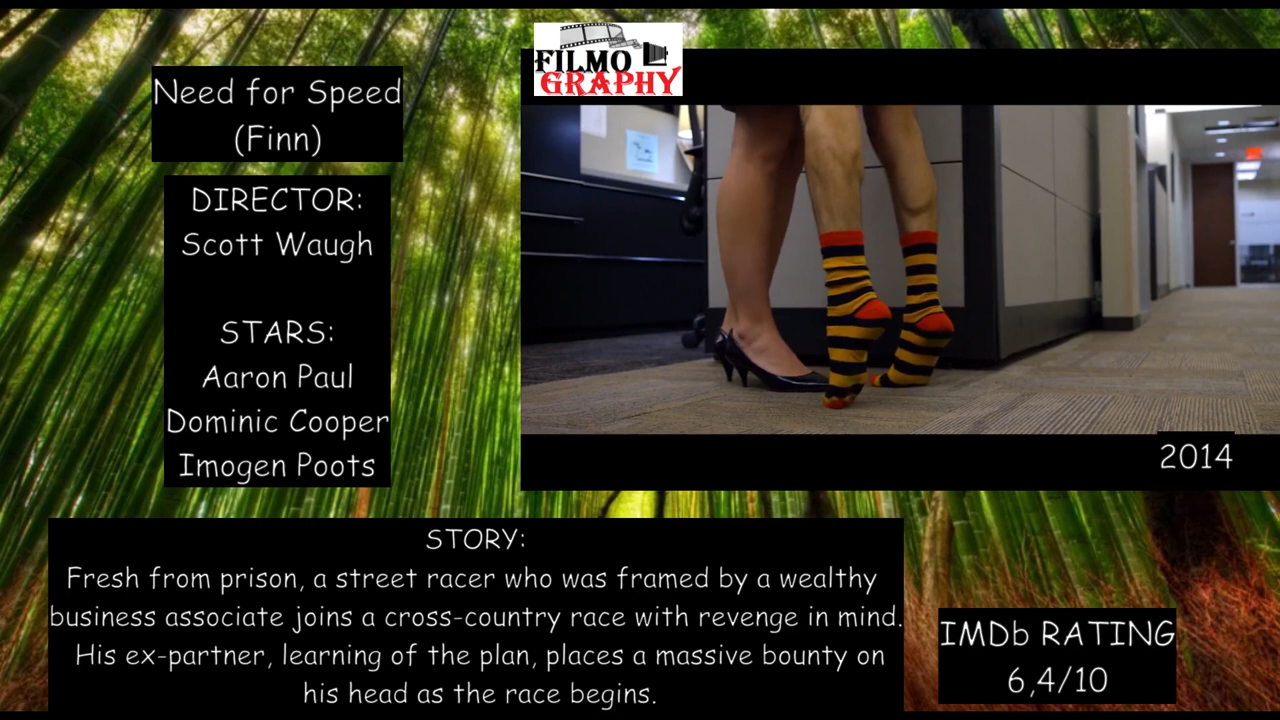 FILMO
GRAPHY
Need for Speed
(Finn)
DIRECTOR:
Scott Waugh
STARS:
Aaron Paul
Dominic Cooper
Imogen Poots
2014
STORY:
Fresh from prison, a street racer who was framed by a wealthy
business associate joins a cross-country race with revenge in mind.
His ex-partner, learning of the plan, places a massive bounty on
his head as the race begins.
IMDb RATING
6,4/10